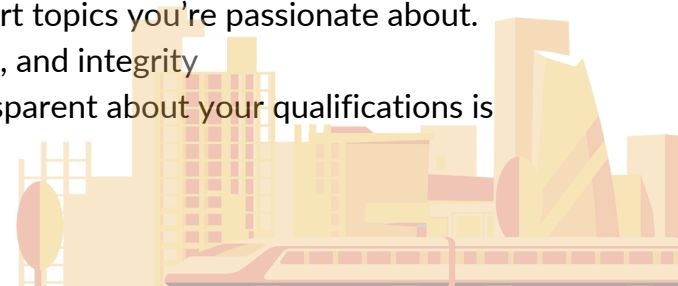 rt topics you’re passionate about.
, and integrity
sparent about your qualifications is